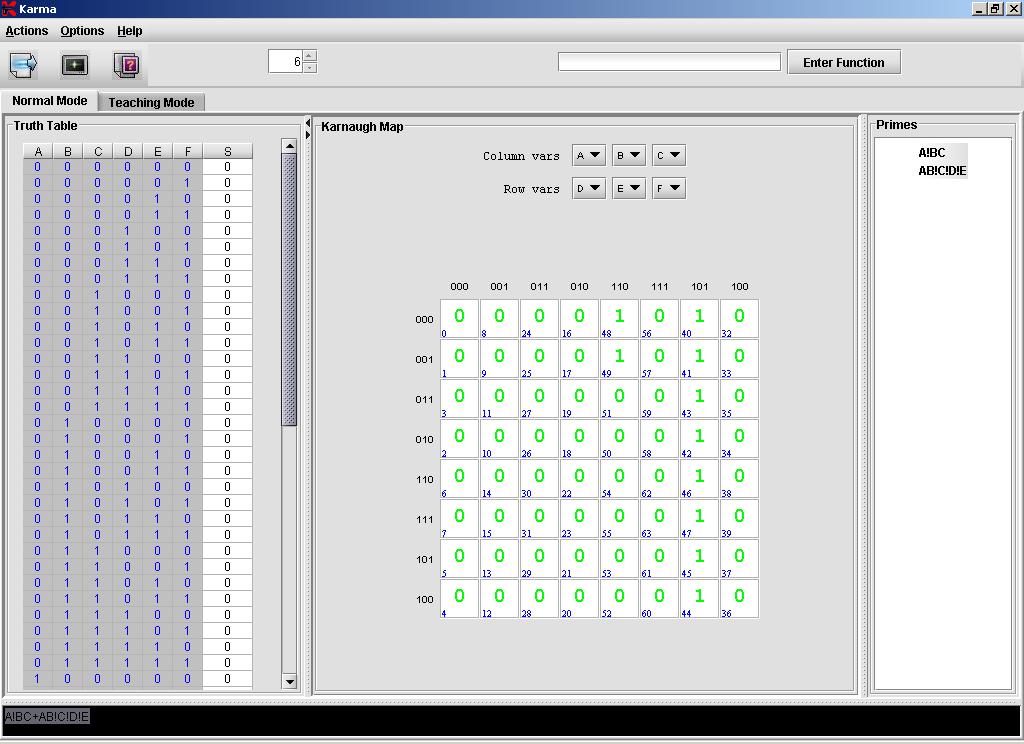 Karma
Actions Options Help
6
Enter Function
Normal Mode Teaching Mode
Truth Table
A B C D E F S
0 0 0 0 0 0 0
0 0 0 0 0 1 0
0 0 0 0 1 0 0
0 0 0 0 1 1 0
0 0 0 1 0 0 0
0 0 0 1 0 1 0
0 0 0 1 1 0 0
0 0 0 1 1 1 0
0 0 1 0 0 0 0
0 0 1 0 0 1 0
0 0 1 0 1 0 0
0 0 1 0 1 1 0
0 0 1 1 0 0 0
0 0 1 1 0 1 0
0 0 1 1 1 0 0
0 0 1 1 1 1 0
0 1 0 0 0 0 0
0 1 0 0 0 1 0
0 1 0 0 1 0 0
0 1 0 0 1 1 0
0 1 0 1 0 0 0
0 1 0 1 0 1 0
0 1 0 1 1 0 0
0 1 0 1 1 1 0
0 1 1 0 0 0 0
0 1 1 0 0 1 0
0 1 1 0 1 0 0
0 1 1 0 1 1 0
0 1 1 1 0 0 0
0 1 1 1 0 1 0
0 1 1 1 1 0 0
0 1 1 1 1 1 0
1 0 0 0 0 0 0
Karnaugh Map
Column vars A B C
Row vars D E F
000 001 011 010 110 111 101 100
000 0 0 0 0 1 0 1 0
0 8 24 16 48 56 40 32
001 0 0 0 0 1 0 1 0
1 9 25 17 49 57 41 33
011 0 0 0 0 0 0 1 0
3 11 27 19 51 59 43 35
010 0 0 0 0 0 0 1 0
2 10 26 18 50 58 42 34
110 0 0 0 0 0 0 1 0
6 14 30 22 54 62 46 38
111 0 0 0 0 0 0 1 0
7 15 31 23 55 63 47 39
101 0 0 0 0 0 0 1 0
5 13 29 21 53 61 45 37
100 0 0 0 0 0 0 1 0
4 12 28 20 52 60 44 36
Primes
A!BC
AB!C!D!E
A!BC+AB!C!D!E